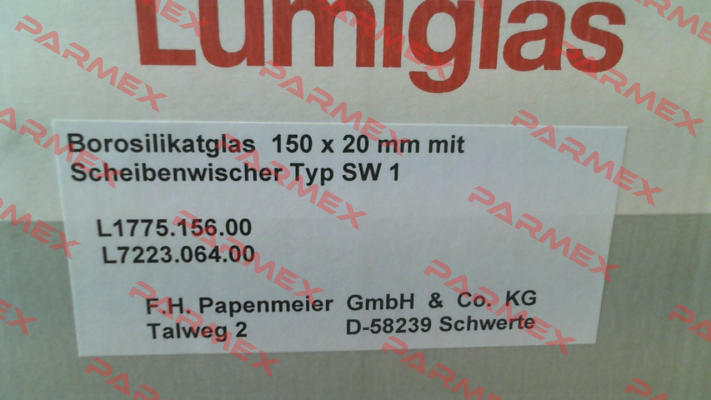 Lumiglas
Borosilikatglas 150 x 20 mm mit
Scheibenwischer Typ SW 1
L1775.156.00
L7223.064.00
F.H. Papenmeier GmbH & Co. KG
Talweg 2 D-58239 Schwerte
PARMEX